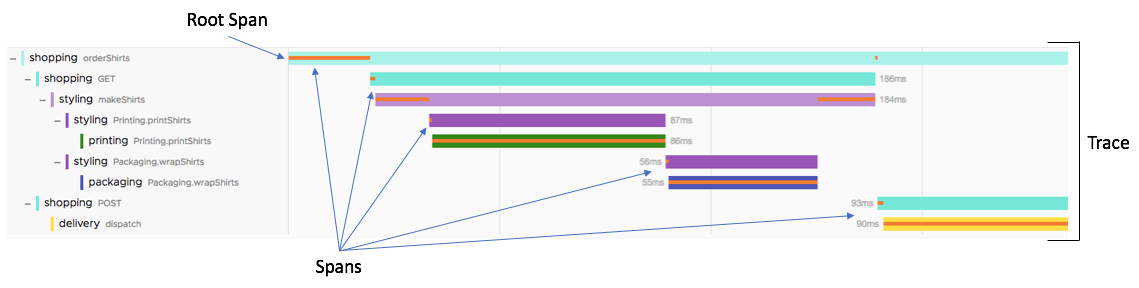 Root Span
shopping orderShirts
shopping GET 186ms
styling makeShirts 184ms
styling Printing.printShirts 87ms
printing Printing.printShirts 86ms
styling Packaging.wrapShirts 56ms
packaging Packaging.wrapShirts 55ms
shopping POST 93ms
delivery dispatch 90ms
Trace
Spans